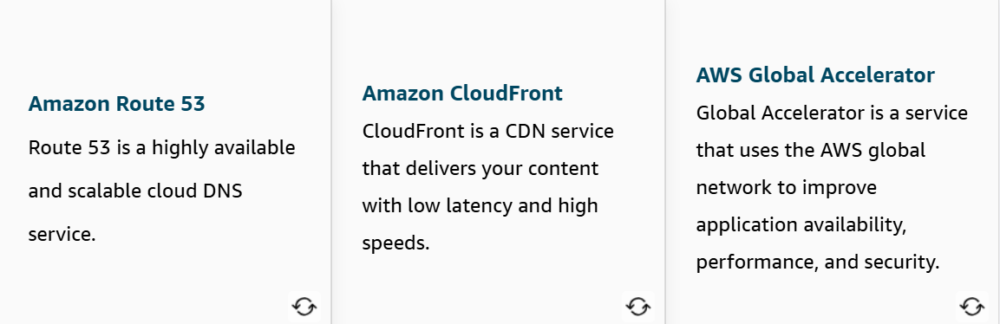 Amazon Route 53
Route 53 is a highly available
and scalable cloud DNS
service.
Amazon CloudFront
CloudFront is a CDN service
that delivers your content
with low latency and high
speeds.
AWS Global Accelerator
Global Accelerator is a service
that uses the AWS global
network to improve
application availability,
performance, and security.